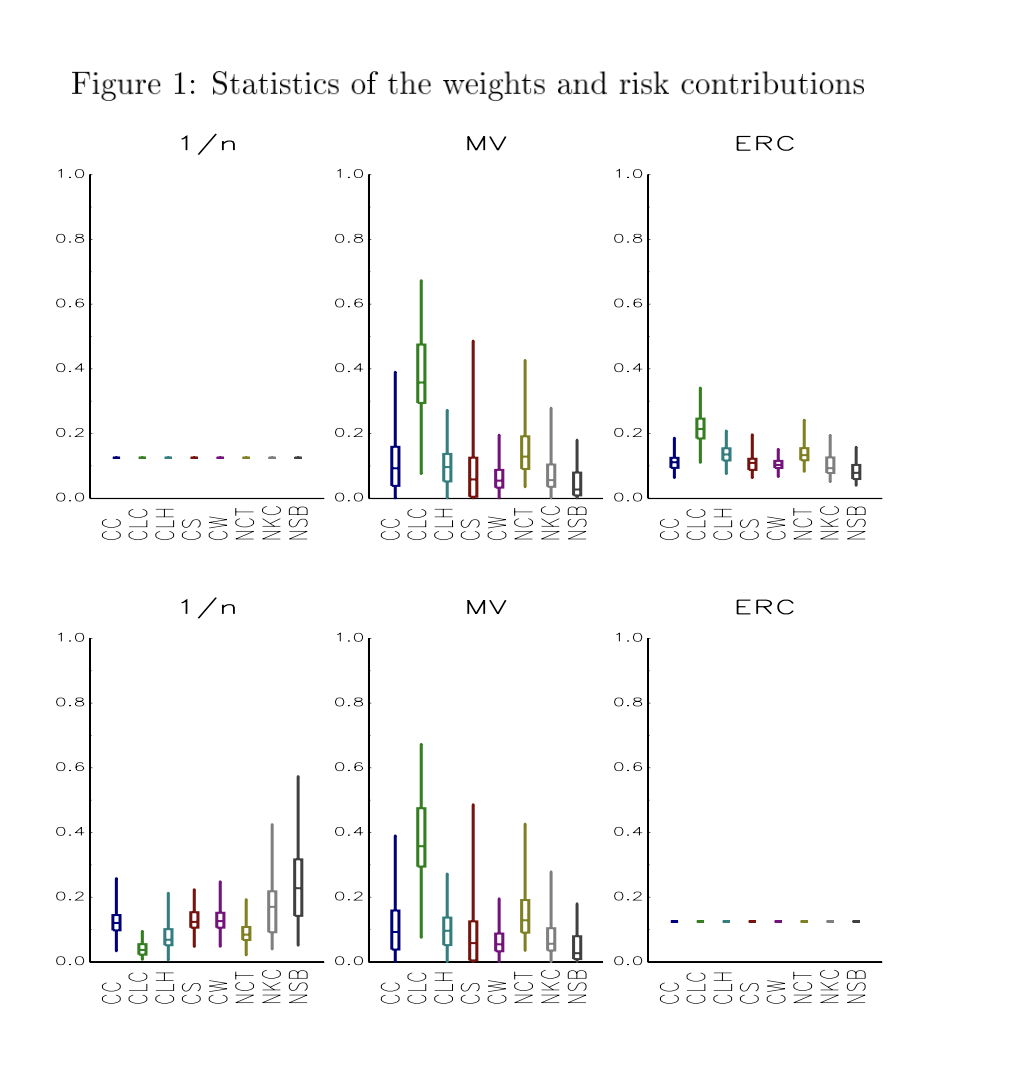 Figure 1: Statistics of the weights and risk contributions
1/n
MV
ERC
1.0
0.8
0.6
0.4
0.2
0.0
CC
CLC
CLH
CS
CW
NCT
NKC
NSB
1.0
0.8
0.6
0.4
0.2
0.0
CC
CLC
CLH
CS
CW
NCT
NKC
NSB
1.0
0.8
0.6
0.4
0.2
0.0
CC
CLC
CLH
CS
CW
NCT
NKC
NSB
1/n
MV
ERC
1.0
0.8
0.6
0.4
0.2
0.0
CC
CLC
CLH
CS
CW
NCT
NKC
NSB
1.0
0.8
0.6
0.4
0.2
0.0
CC
CLC
CLH
CS
CW
NCT
NKC
NSB
1.0
0.8
0.6
0.4
0.2
0.0
CC
CLC
CLH
CS
CW
NCT
NKC
NSB